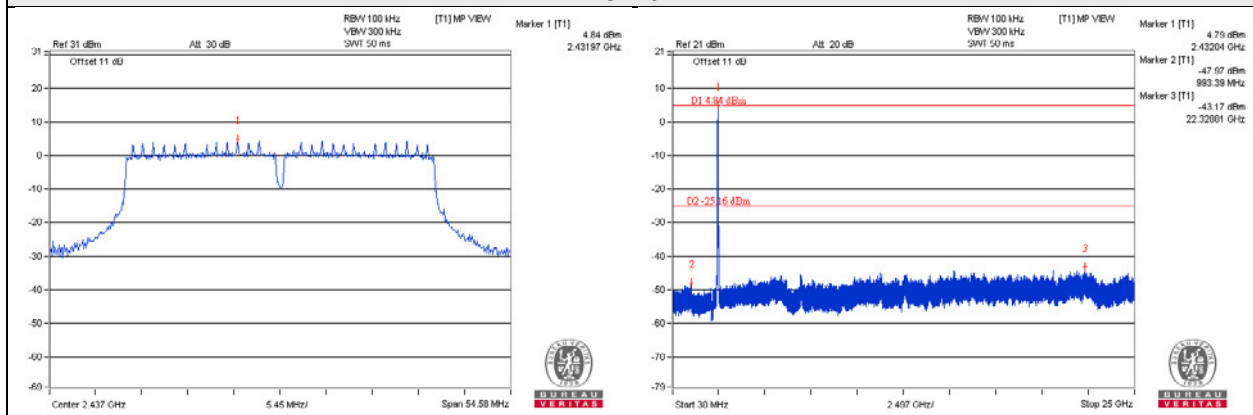 RBW 100 kHz [T1] MP VIEW
VBW 300 kHz
Ref 31 dBm Att 30 dB SWT 50 ms
Marker 1 [T1]
4.84 dBm
2.43197 GHz
Offset 11 dB
31
20
10
0
-10
-20
-30
-40
-50
-60
-69
1
Center 2.437 GHz 5.45 MHz/ Span 54.58 MHz
BUREAU
VERITAS
RBW 100 kHz [T1] MP VIEW
VBW 300 kHz
Ref 21 dBm Att 20 dB SWT 50 ms
Marker 1 [T1]
4.79 dBm
2.43204 GHz
Marker 2 [T1]
-47.97 dBm
993.39 MHz
Marker 3 [T1]
-43.17 dBm
22.32881 GHz
Offset 11 dB
21
10
0
-10
-20
-30
-40
-50
-60
-70
-79
1
D1 4.84 dBm
D2 -25.16 dBm
2
3
Start 30 MHz 2.497 GHz/ Stop 25 GHz
BUREAU
VERITAS